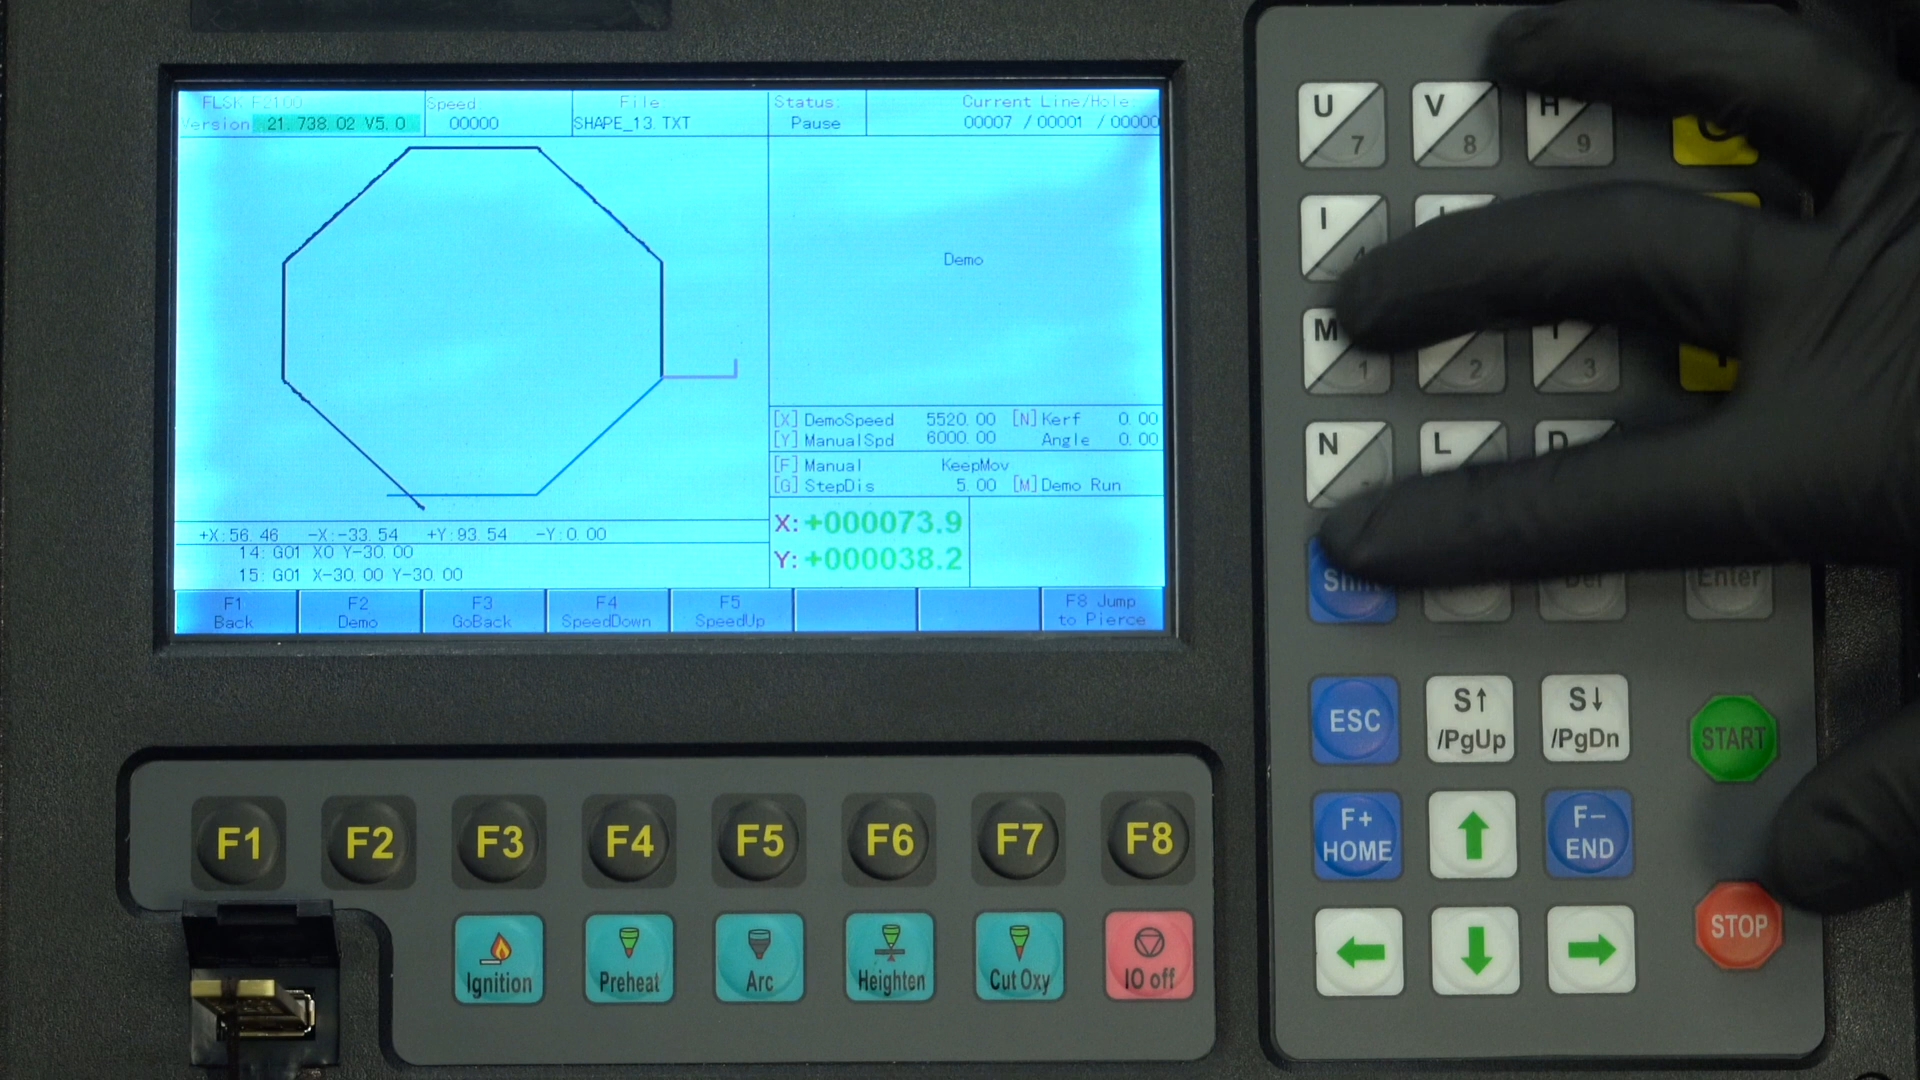 FLSK F2100 Speed: File Status: Current Line/Hole:
Version 21.738.02 V5.0 00000 SHAPE_13.TXT Pause 00007 /00001 /00000
Demo
[X] DemoSpeed 5520.00 [N] Kerf 0.00
[Y] ManualSpd 6000.00 Angle 0.00
[F] Manual KeepMov
[G] StepDis 5.00 [M] Demo Run
X: +000073.9
Y: +000038.2
+X:56.46 -X:-33.54 +Y:93.54 -Y:0.00
14: G01 X0 Y-30.00
15: G01 X-30.00 Y-30.00
F1 F2 F3 F4 F5 F8 Jump
Back Demo GoBack SpeedDown SpeedUp to Pierce
F1 F2 F3 F4 F5 F6 F7 F8
Ignition Preheat Arc Heighten Cut Oxy IO off
U 7 V 8 H 9
I
M 1 2 3
N L D
Shift Enter
ESC S↑ /PgUp S↓ /PgDn START
F+ HOME F- END
STOP